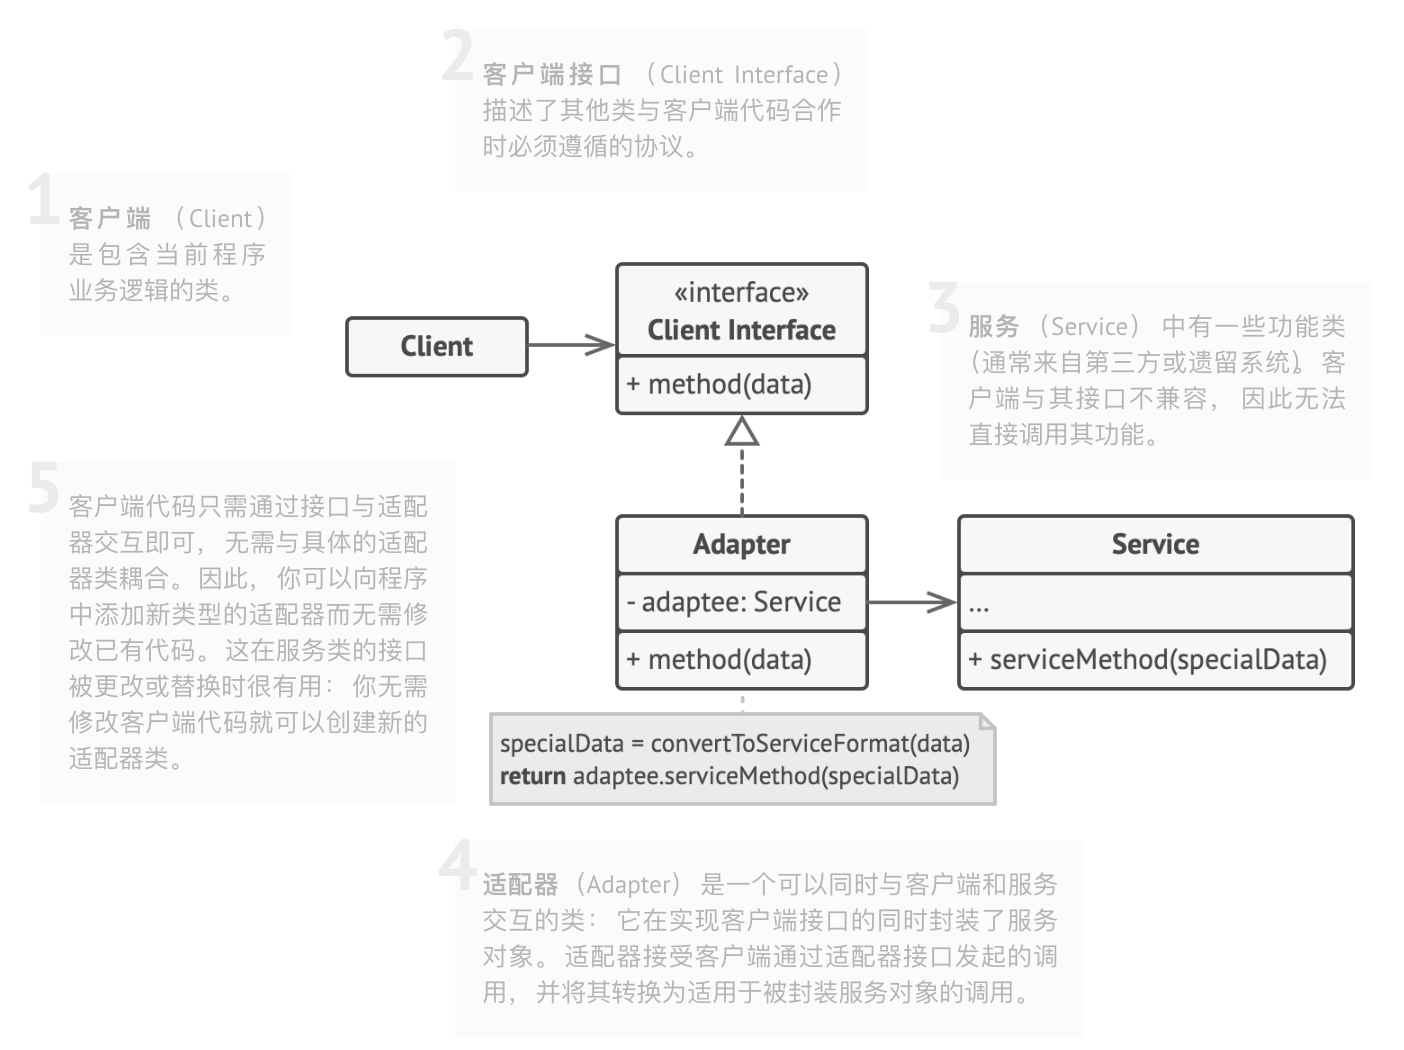 2
客户端接口 （Client Interface）
描述了其他类与客户端代码合作
时必须遵循的协议。
1
客户端 （Client）
是包含当前程序
业务逻辑的类。
«interface»
Client Interface
+ method(data)
Client
3
服务 （Service） 中有一些功能类
（通常来自第三方或遗留系统）。 客
户端与其接口不兼容， 因此无法
直接调用其功能。
5
客户端代码只需通过接口与适配
器交互即可， 无需与具体的适配
器类耦合。 因此， 你可以向程序
中添加新类型的适配器而无需修
改已有代码。 这在服务类的接口
被更改或替换时很有用： 你无需
修改客户端代码就可以创建新的
适配器类。
Adapter
- adaptee: Service
+ method(data)
Service
...
+ serviceMethod(specialData)
specialData = convertToServiceFormat(data)
return adaptee.serviceMethod(specialData)
4
适配器 （Adapter） 是一个可以同时与客户端和服务
交互的类： 它在实现客户端接口的同时封装了服务
对象。 适配器接受客户端通过适配器接口发起的调
用， 并将其转换为适用于被封装服务对象的调用。